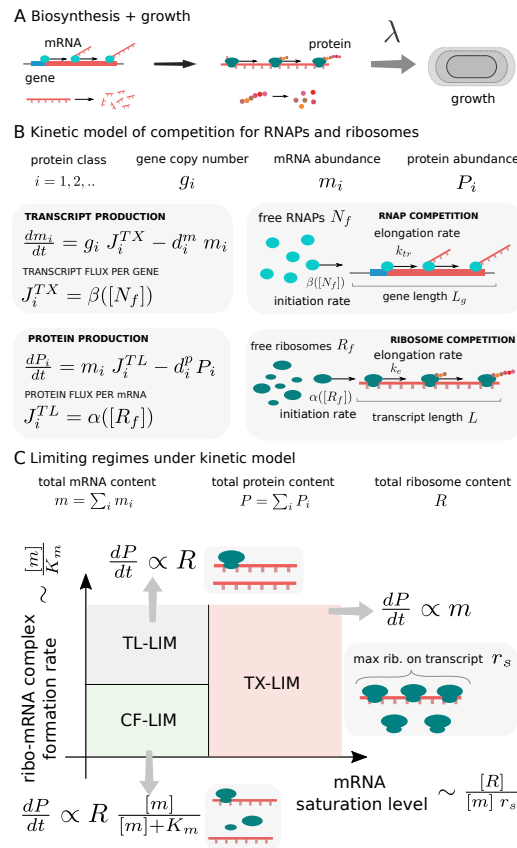 A Biosynthesis + growth
mRNA
protein
λ
gene
growth
B Kinetic model of competition for RNAPs and ribosomes
protein class gene copy number mRNA abundance protein abundance
i = 1, 2, .. g_i m_i P_i
TRANSCRIPT PRODUCTION
dm_i/dt = g_i J_i^{TX} − d_i^m m_i
TRANSCRIPT FLUX PER GENE
J_i^{TX} = β([N_f])
free RNAPs N_f
RNAP COMPETITION
elongation rate
k_{tr}
β([N_f])
initiation rate
gene length L_g
PROTEIN PRODUCTION
dP_i/dt = m_i J_i^{TL} − d_i^p P_i
PROTEIN FLUX PER mRNA
J_i^{TL} = α([R_f])
RIBOSOME COMPETITION
free ribosomes R_f
elongation rate
k_e
α([R_f])
initiation rate
transcript length L
C Limiting regimes under kinetic model
total mRNA content total protein content total ribosome content
m = ∑_i m_i P = ∑_i P_i R
ribo-mRNA complex
formation rate ∼ [m]/K_m
dP/dt ∝ R
dP/dt ∝ m
TL-LIM
TX-LIM
CF-LIM
max rib. on transcript r_s
mRNA
saturation level ∼ [R]/([m] r_s)
dP/dt ∝ R [m]/([m]+K_m)